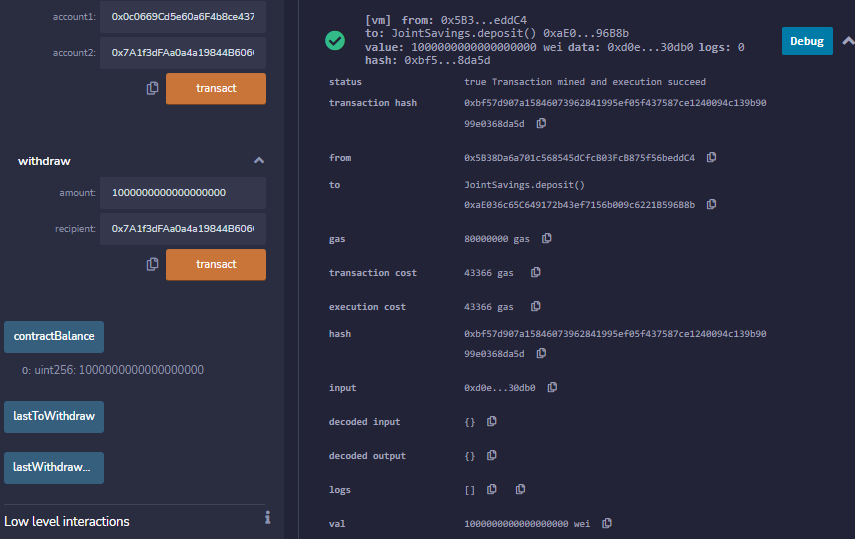 account1: 0x0c0669Cd5e60a6F4b8ce437
account2: 0x7A1f3dFAa0a4a19844B606
transact
withdraw
amount: 1000000000000000000
recipient: 0x7A1f3dFAa0a4a19844B606
transact
contractBalance
0: uint256: 1000000000000000000
lastToWithdraw
lastWithdraw...
Low level interactions
[vm] from: 0x5B3...eddC4
to: JointSavings.deposit() 0xaE0...96B8b
value: 1000000000000000000 wei data: 0xd0e...30db0 logs: 0
hash: 0xbf5...8da5d
Debug
status true Transaction mined and execution succeed
transaction hash 0xbf57d907a15846073962841995ef05f437587ce1240094c139b90
99e0368da5d
from 0x5B38Da6a701c568545dCfcB03FcB875f56beddC4
to JointSavings.deposit()
0xaE036c65C649172b43ef7156b009c6221B596B8b
gas 80000000 gas
transaction cost 43366 gas
execution cost 43366 gas
hash 0xbf57d907a15846073962841995ef05f437587ce1240094c139b90
99e0368da5d
input 0xd0e...30db0
decoded input {}
decoded output {}
logs []
val 1000000000000000000 wei